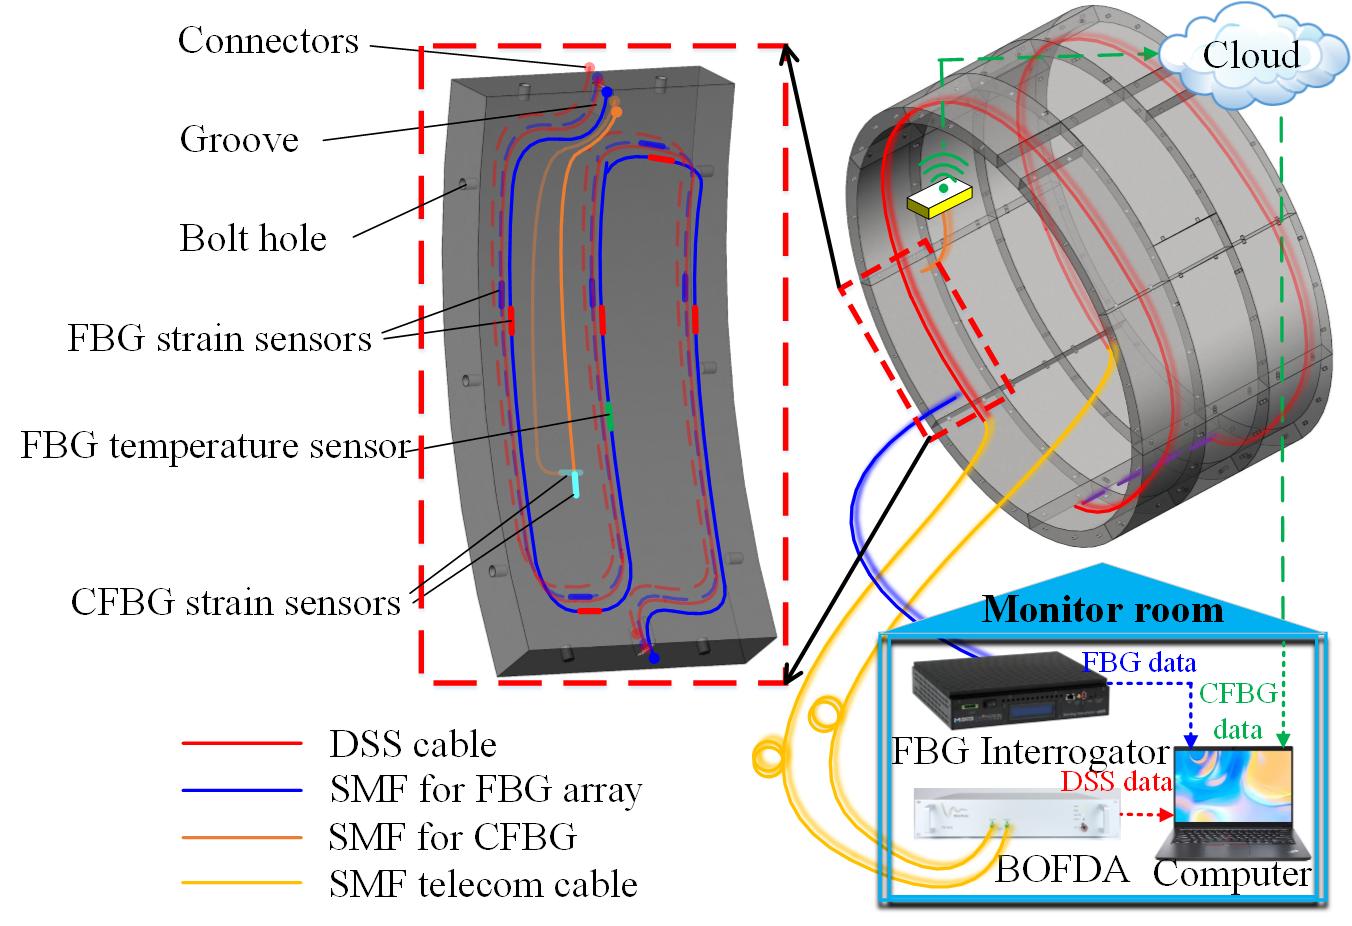 Connectors
Groove
Bolt hole
FBG strain sensors
FBG temperature sensor
CFBG strain sensors
DSS cable
SMF for FBG array
SMF for CFBG
SMF telecom cable
Cloud
Monitor room
FBG data
CFBG
data
FBG Interrogator
DSS data
BOFDA
Computer